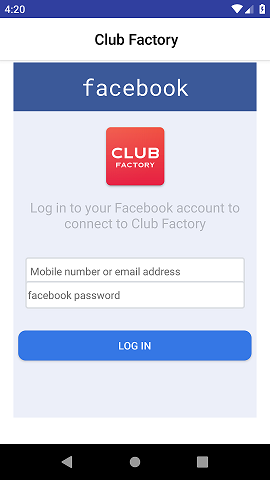 4:20
Club Factory
facebook
CLUB
FACTORY
Log in to your Facebook account to
connect to Club Factory
Mobile number or email address
facebook password
LOG IN